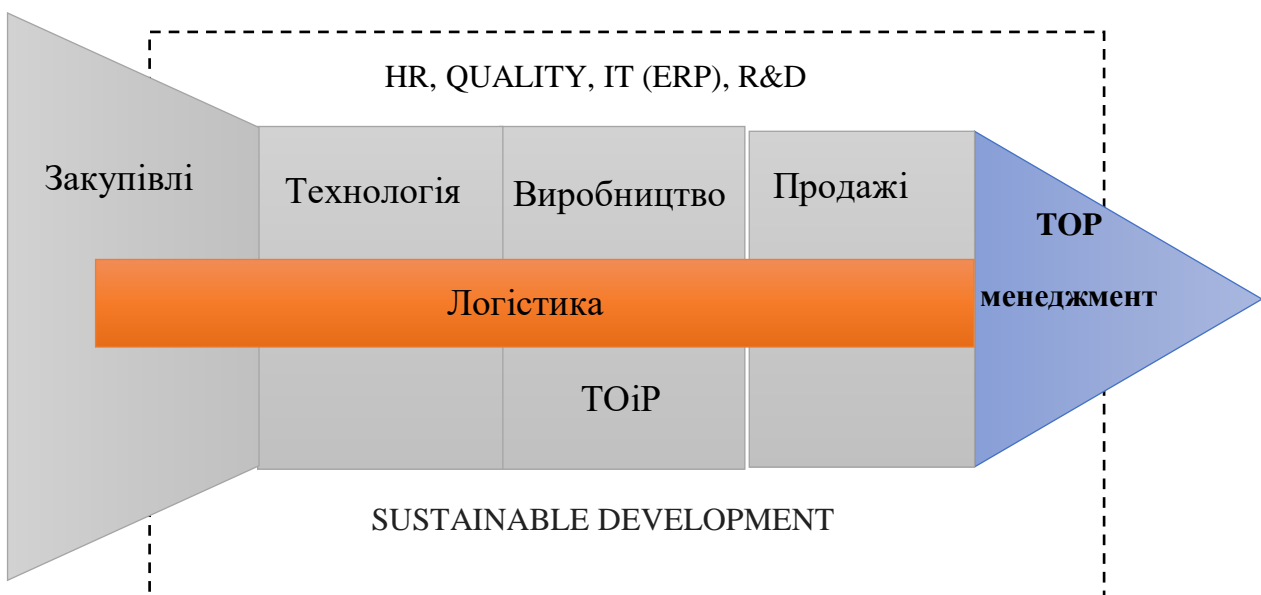 HR, QUALITY, IT (ERP), R&D
Закупівлі
Технологія
Виробництво
Продажі
TOP
менеджмент
Логістика
ТОіР
SUSTAINABLE DEVELOPMENT